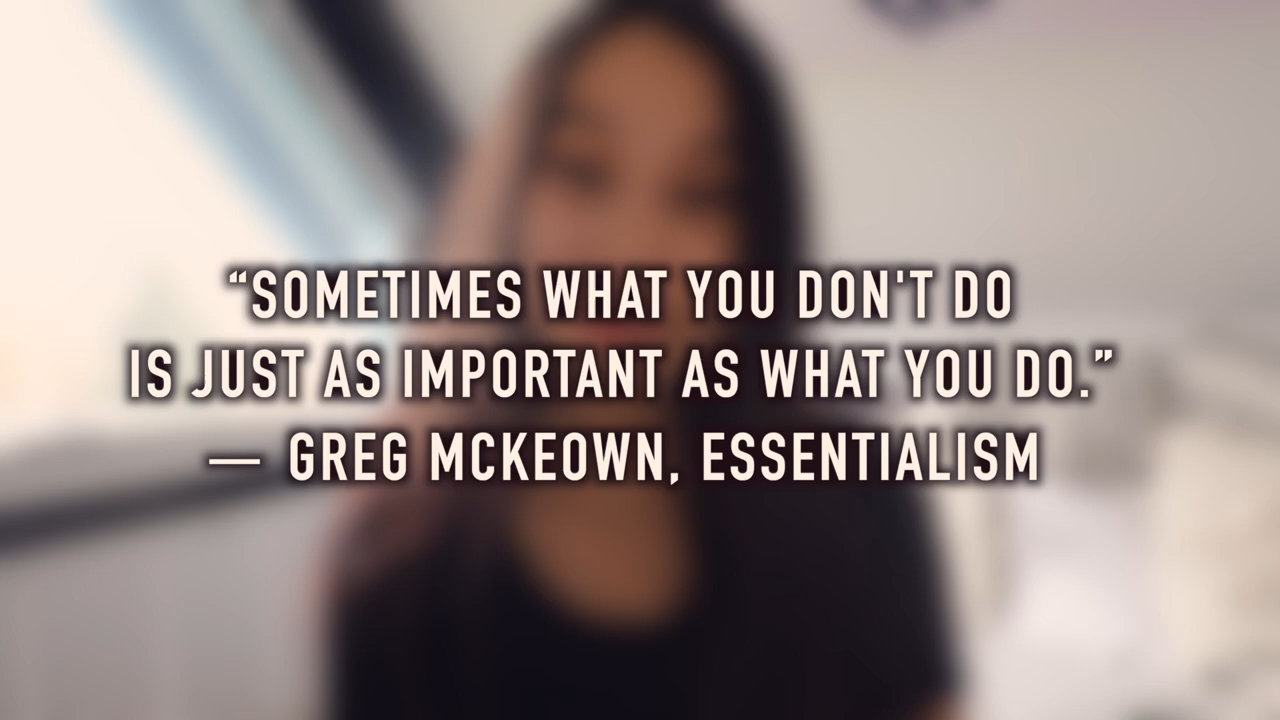 “SOMETIMES WHAT YOU DON'T DO
IS JUST AS IMPORTANT AS WHAT YOU DO.”
— GREG MCKEOWN, ESSENTIALISM